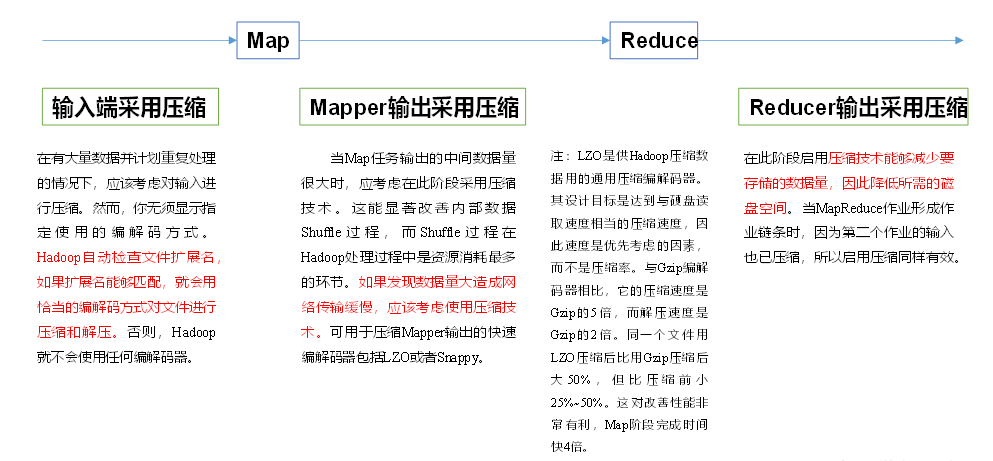 Map
Reduce
输入端采用压缩
在有大量数据并计划重复处理
的情况下，应该考虑对输入进
行压缩。然而，你无须显示指
定使用的编解码方式。
Hadoop自动检查文件扩展名，
如果扩展名能够匹配，就会用
恰当的编解码方式对文件进行
压缩和解压。否则，Hadoop
就不会使用任何编解码器。
Mapper输出采用压缩
当Map任务输出的中间数据量
很大时，应考虑在此阶段采用压缩
技术。这能显著改善内部数据
Shuffle过程，而Shuffle过程在
Hadoop处理过程中是资源消耗最多
的环节。如果发现数据量大造成网
络传输缓慢，应该考虑使用压缩技
术。可用于压缩Mapper输出的快速
编解码器包括LZO或者Snappy。
注：LZO是供Hadoop压缩数
据用的通用压缩编解码器。
其设计目标是达到与硬盘读
取速度相当的压缩速度，因
此速度是优先考虑的因素，
而不是压缩率。与Gzip编解
码器相比，它的压缩速度是
Gzip的5倍，而解压速度是
Gzip的2倍。同一个文件用
LZO压缩后比用Gzip压缩后
大50%，但比压缩前小
25%~50%。这对改善性能非
常有利，Map阶段完成时间
快4倍。
Reducer输出采用压缩
在此阶段启用压缩技术能够减少要
存储的数据量，因此降低所需的磁
盘空间。当MapReduce作业形成作
业链条时，因为第二个作业的输入
也已压缩，所以启用压缩同样有效。